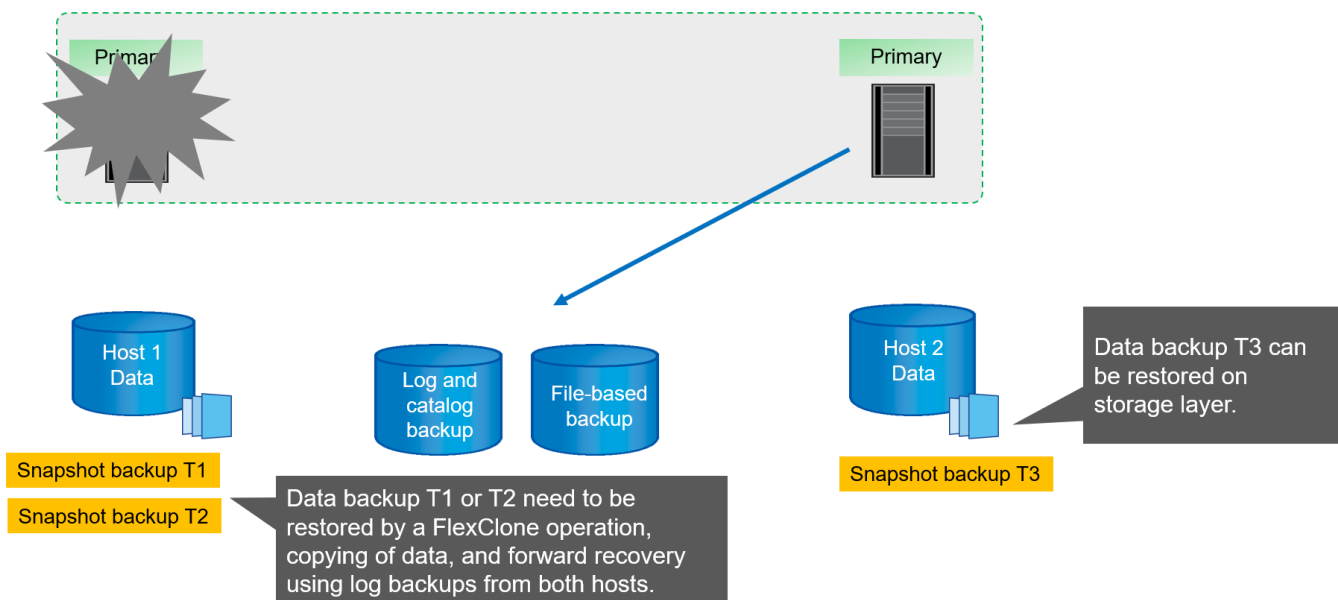 Primar
Primary
Host 1
Data
Log and
catalog
backup
File-based
backup
Host 2
Data
Data backup T3 can
be restored on
storage layer.
Snapshot backup T1
Snapshot backup T2
Snapshot backup T3
Data backup T1 or T2 need to be
restored by a FlexClone operation,
copying of data, and forward recovery
using log backups from both hosts.